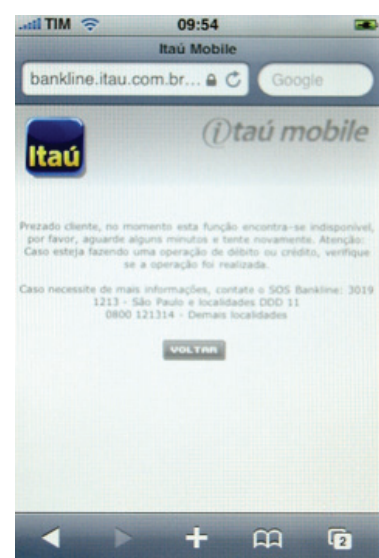 TIM 09:54
Itaú Mobile
bankline.itau.com.br... Google
Itaú
itaú mobile
Prezado cliente, no momento esta função encontra-se indisponível,
por favor, aguarde alguns minutos e tente novamente. Atenção:
Caso esteja fazendo uma operação de débito ou crédito, verifique
se a operação foi realizada.
Caso necessite de mais informações, contate o SOS Bankline: 3019
1213 - São Paulo e localidades DDD 11
0800 121314 - Demais localidades
VOLTAR
2